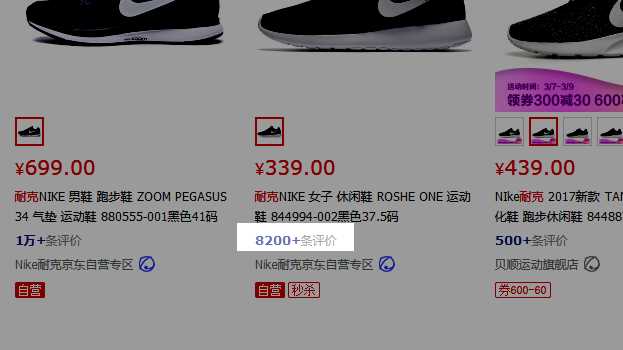 活动时间：3/7-3/9
领券300减30 600
¥699.00
¥339.00
¥439.00
耐克NIKE 男鞋 跑步鞋 ZOOM PEGASUS
34 气垫 运动鞋 880555-001黑色41码
1万+条评价
Nike耐克京东自营专区
自营
耐克NIKE 女子 休闲鞋 ROSHE ONE 运动
鞋 844994-002黑色37.5码
8200+条评价
Nike耐克京东自营专区
自营 秒杀
NIke耐克 2017新款 TAN
化鞋 跑步休闲鞋 84488
500+条评价
贝顺运动旗舰店
券600-60